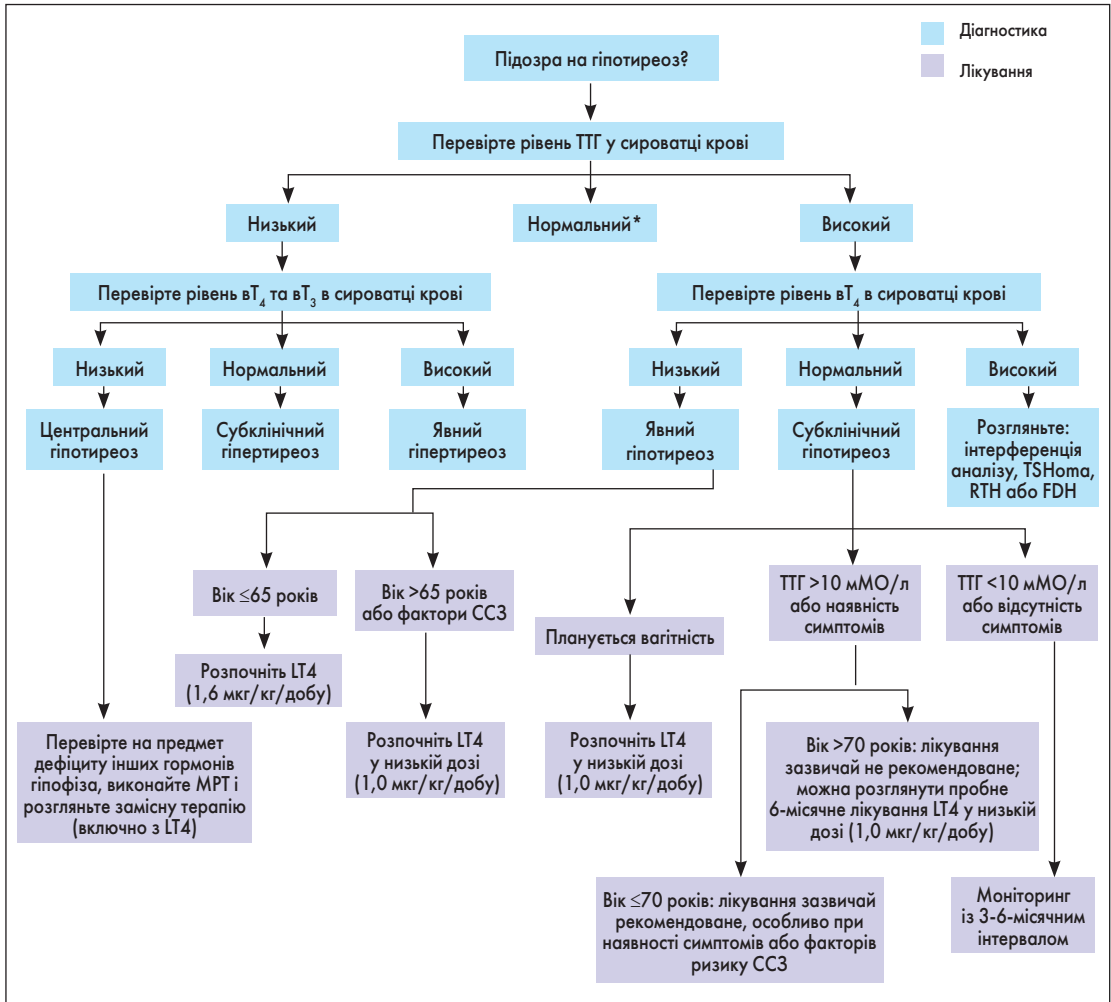 Діагностика
Лікування
Підозра на гіпотиреоз?
Перевірте рівень ТТГ у сироватці крові
Низький
Нормальний*
Високий
Перевірте рівень вТ4 та вТ3 в сироватці крові
Перевірте рівень вТ4 в сироватці крові
Низький
Нормальний
Високий
Низький
Нормальний
Високий
Центральний
гіпотиреоз
Субклінічний
гіпертиреоз
Явний
гіпертиреоз
Явний
гіпотиреоз
Субклінічний
гіпотиреоз
Розгляньте:
інтерференція
аналізу, TSHoma,
RTH або FDH
Вік ≤65 років
Вік >65 років
або фактори ССЗ
Планується вагітність
ТТГ >10 мМО/л
або наявність
симптомів
ТТГ <10 мМО/л
або відсутність
симптомів
Розпочніть LT4
(1,6 мкг/кг/добу)
Перевірте на предмет
дефіциту інших гормонів
гіпофіза, виконайте МРТ і
розгляньте замісну терапію
(включно з LT4)
Розпочніть LT4
у низькій дозі
(1,0 мкг/кг/добу)
Розпочніть LT4
у низькій дозі
(1,0 мкг/кг/добу)
Вік >70 років: лікування
зазвичай не рекомендоване;
можна розглянути пробне
6-місячне лікування LT4 у низькій
дозі (1,0 мкг/кг/добу)
Вік ≤70 років: лікування зазвичай
рекомендоване, особливо при
наявності симптомів або факторів
ризику ССЗ
Моніторинг
із 3-6-місячним
інтервалом